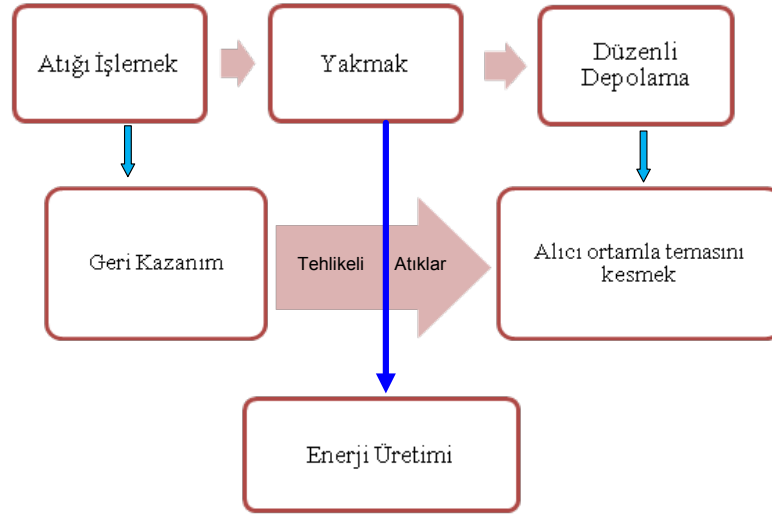 Atığı İşlemek
Yakmak
Düzenli
Depolama
Geri Kazanım
Tehlikeli Atıklar
Alıcı ortamla temasını
kesmek
Enerji Üretimi